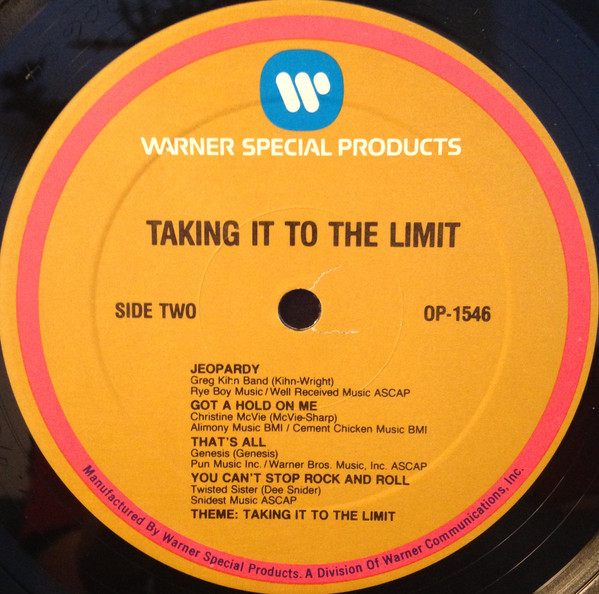 WARNER SPECIAL PRODUCTS
TAKING IT TO THE LIMIT
SIDE TWO
OP-1546
JEOPARDY
Greg Kihn Band (Kihn-Wright)
Rye Boy Music/Well Received Music ASCAP
GOT A HOLD ON ME
Christine McVie (McVie-Sharp)
Alimony Music BMI / Cement Chicken Music BMI
THAT'S ALL
Genesis (Genesis)
Pun Music Inc./Warner Bros. Music, Inc. ASCAP
YOU CAN'T STOP ROCK AND ROLL
Twisted Sister (Dee Snider)
Snidest Music ASCAP
THEME: TAKING IT TO THE LIMIT
Manufactured By Warner Special Products. A Division Of Warner Communications, Inc.